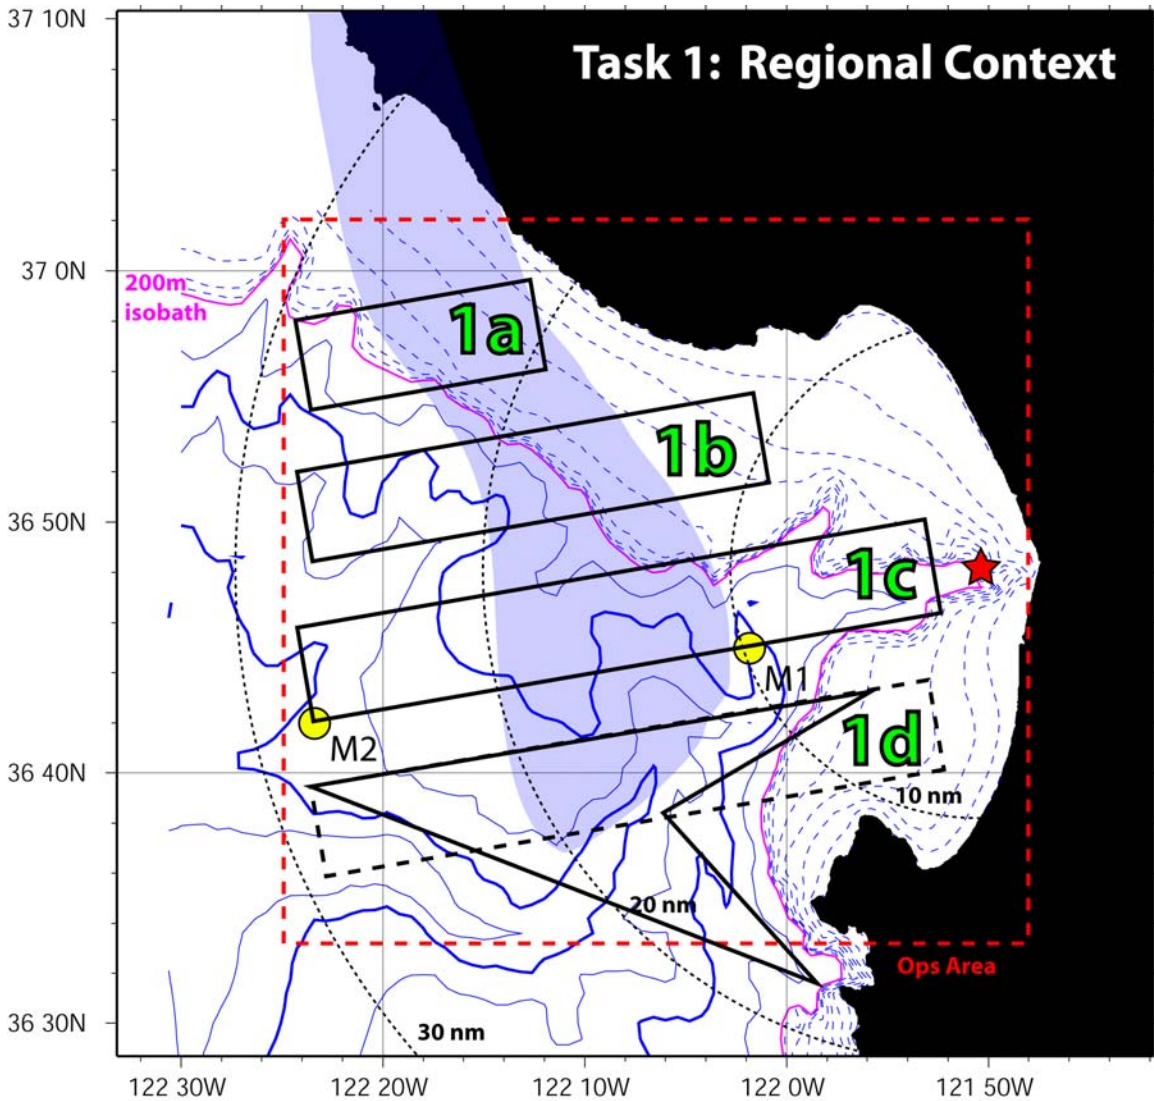 37 10N
Task 1: Regional Context
37 0N
200m
isobath
1a
1b
36 50N
1c
M1
M2
1d
36 40N
10 nm
20 nm
Ops Area
36 30N
30 nm
122 30W
122 20W
122 10W
122 0W
121 50W